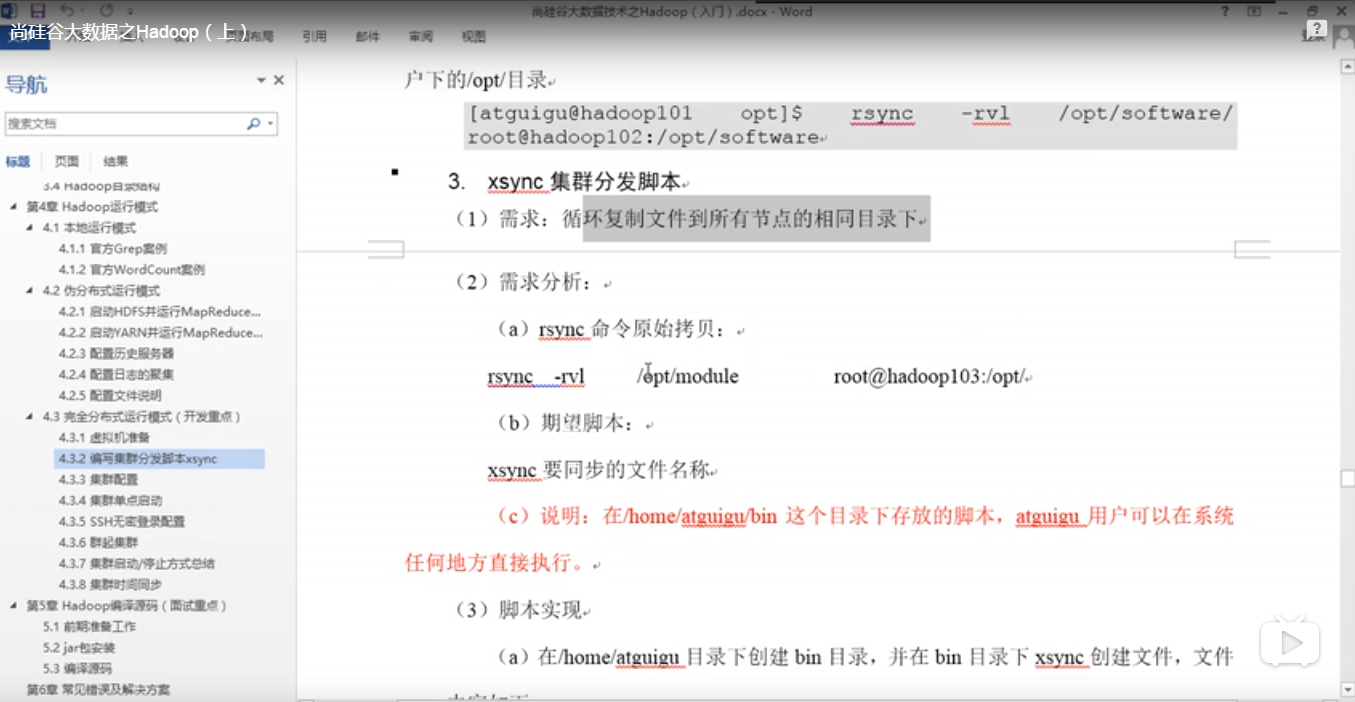 尚硅谷大数据技术之Hadoop（入门）.docx - Word
尚硅谷大数据之Hadoop（上）
引用 邮件 审阅 视图
导航
搜索文档
标题 页面 结果
3.4 Hadoop目录结构
第4章 Hadoop运行模式
4.1 本地运行模式
4.1.1 官方Grep案例
4.1.2 官方WordCount案例
4.2 伪分布式运行模式
4.2.1 启动HDFS并运行MapReduce...
4.2.2 启动YARN并运行MapReduce...
4.2.3 配置历史服务器
4.2.4 配置日志的聚集
4.2.5 配置文件说明
4.3 完全分布式运行模式（开发重点）
4.3.1 虚拟机准备
4.3.2 编写集群分发脚本xsync
4.3.3 集群配置
4.3.4 集群单点启动
4.3.5 SSH无密登录配置
4.3.6 群起集群
4.3.7 集群启动/停止方式总结
4.3.8 集群时间同步
第5章 Hadoop编译源码（面试重点）
5.1 前期准备工作
5.2 jar包安装
5.3 编译源码
第6章 常见错误及解决方案
户下的/opt/目录
[atguigu@hadoop101 opt]$ rsync -rvl /opt/software/
root@hadoop102:/opt/software
3. xsync 集群分发脚本
（1）需求：循环复制文件到所有节点的相同目录下
（2）需求分析：
（a）rsync 命令原始拷贝：
rsync -rvl /opt/module root@hadoop103:/opt/
（b）期望脚本：
xsync 要同步的文件名称
（c）说明：在/home/atguigu/bin 这个目录下存放的脚本，atguigu 用户可以在系统
任何地方直接执行。
（3）脚本实现
（a）在/home/atguigu 目录下创建 bin 目录，并在 bin 目录下 xsync 创建文件，文件